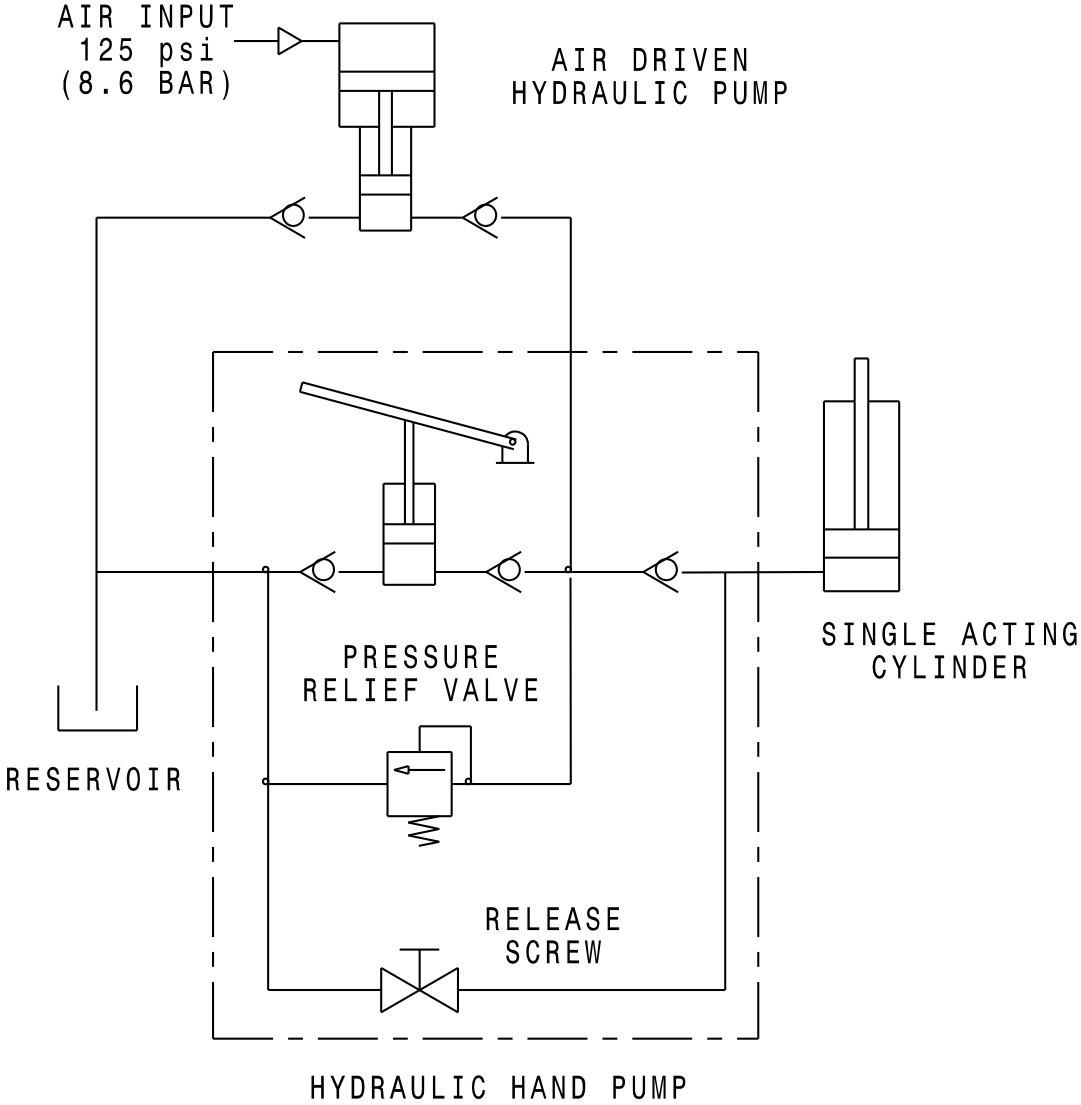 AIR INPUT
125 psi
(8.6 BAR)
AIR DRIVEN
HYDRAULIC PUMP
SINGLE ACTING
CYLINDER
PRESSURE
RELIEF VALVE
RESERVOIR
RELEASE
SCREW
HYDRAULIC HAND PUMP